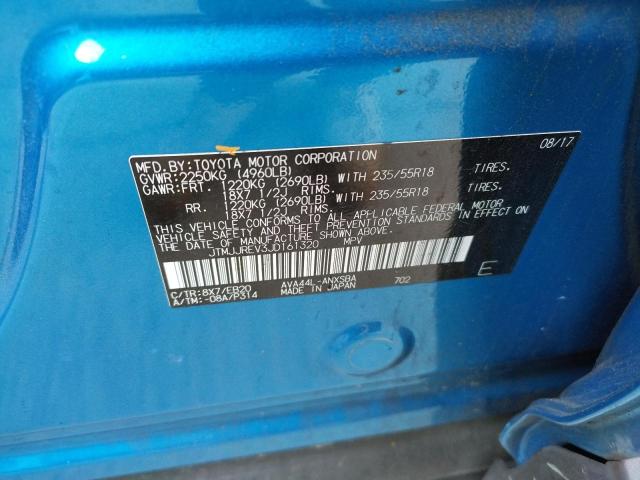 MFD.BY:TOYOTA MOTOR CORPORATION 08/17
GVWR:2250KG (4960LB)
GAWR:FRT. 1220KG (2690LB) WITH 235/55R18 TIRES.
18X7 1/2J RIMS.
RR. 1220KG (2690LB) WITH 235/55R18 TIRES.
18X7 1/2J RIMS.
THIS VEHICLE CONFORMS TO ALL APPLICABLE FEDERAL MOTOR
VEHICLE SAFETY AND BUMPER STANDARDS IN EFFECT ON
THE DATE OF MANUFACTURE SHOWN ABOVE.
JTMJJREV3JD161320 MPV
E
C/TR:8X7/EB20 AVA44L-ANXSBA 702
A/TM:-08A/P314 MADE IN JAPAN